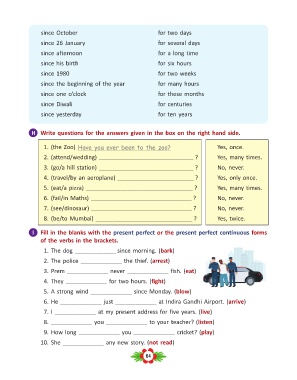 since October for two days
since 26 January for several days
since afternoon for a long time
since his birth for six hours
since 1980 for two weeks
since the beginning of the year for many hours
since one o'clock for these months
since Diwali for centuries
since yesterday for ten years
H Write questions for the answers given in the box on the right hand side.
1. (the Zoo) Have you ever been to the zoo? Yes, once.
2. (attend/wedding) ? Yes, many times.
3. (go/a hill station) ? No, never.
4. (travel/by an aeroplane) ? Yes, only once.
5. (eat/a pizza) ? Yes, many times.
6. (fail/in Maths) ? No, never.
7. (see/dinosaur) ? No, never.
8. (be/to Mumbai) ? Yes, twice.
I Fill in the blanks with the present perfect or the present perfect continuous forms
of the verbs in the brackets.
1. The dog ____________ since morning. (bark)
2. The police ____________ the thief. (arrest)
3. Prem ____________ never ____________ fish. (eat)
4. They ____________ for two hours. (fight)
5. A strong wind ____________ since Monday. (blow)
6. He ____________ just ____________ at Indira Gandhi Airport. (arrive)
7. I ____________ at my present address for five years. (live)
8. ____________ you ____________ to your teacher? (listen)
9. How long ____________ you ____________ cricket? (play)
10. She ____________ any new story. (not read)
64